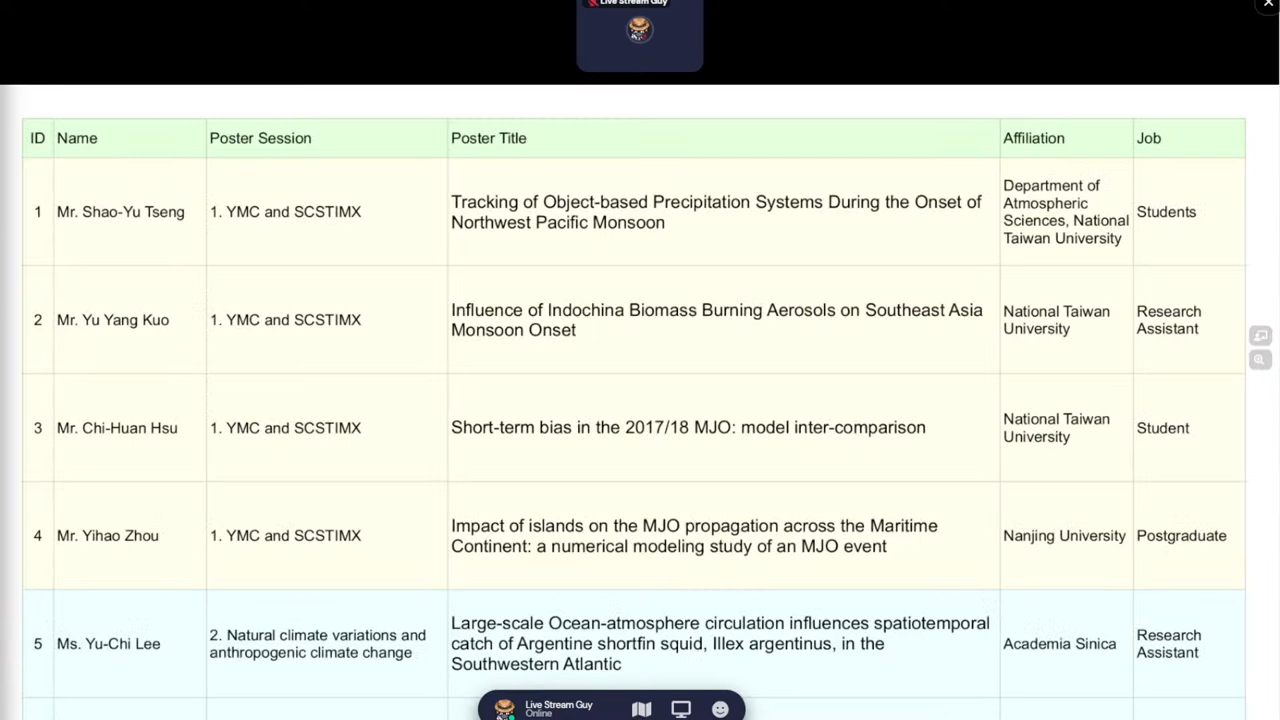 Live Stream Guy
ID Name Poster Session Poster Title Affiliation Job
1 Mr. Shao-Yu Tseng 1. YMC and SCSTIMX
Tracking of Object-based Precipitation Systems During the Onset of
Northwest Pacific Monsoon
Department of
Atmospheric
Sciences, National
Taiwan University
Students
2 Mr. Yu Yang Kuo 1. YMC and SCSTIMX
Influence of Indochina Biomass Burning Aerosols on Southeast Asia
Monsoon Onset
National Taiwan
University
Research
Assistant
3 Mr. Chi-Huan Hsu 1. YMC and SCSTIMX
Short-term bias in the 2017/18 MJO: model inter-comparison
National Taiwan
University
Student
4 Mr. Yihao Zhou 1. YMC and SCSTIMX
Impact of islands on the MJO propagation across the Maritime
Continent: a numerical modeling study of an MJO event
Nanjing University
Postgraduate
5 Ms. Yu-Chi Lee
2. Natural climate variations and
anthropogenic climate change
Large-scale Ocean-atmosphere circulation influences spatiotemporal
catch of Argentine shortfin squid, Illex argentinus, in the
Southwestern Atlantic
Academia Sinica
Research
Assistant
Live Stream Guy
Online